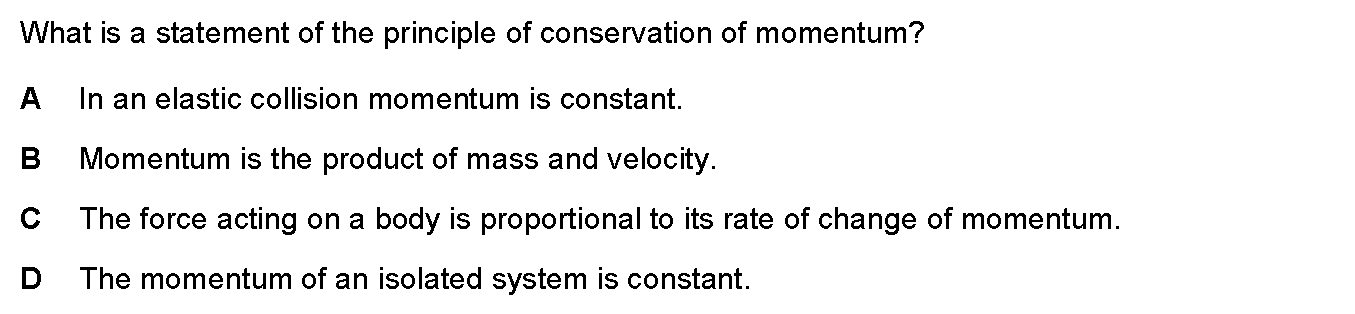 What is a statement of the principle of conservation of momentum?
A In an elastic collision momentum is constant.
B Momentum is the product of mass and velocity.
C The force acting on a body is proportional to its rate of change of momentum.
D The momentum of an isolated system is constant.